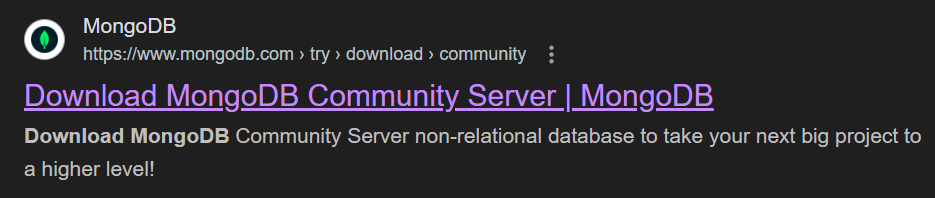 MongoDB
https://www.mongodb.com › try › download › community
Download MongoDB Community Server | MongoDB
Download MongoDB Community Server non-relational database to take your next big project to
a higher level!